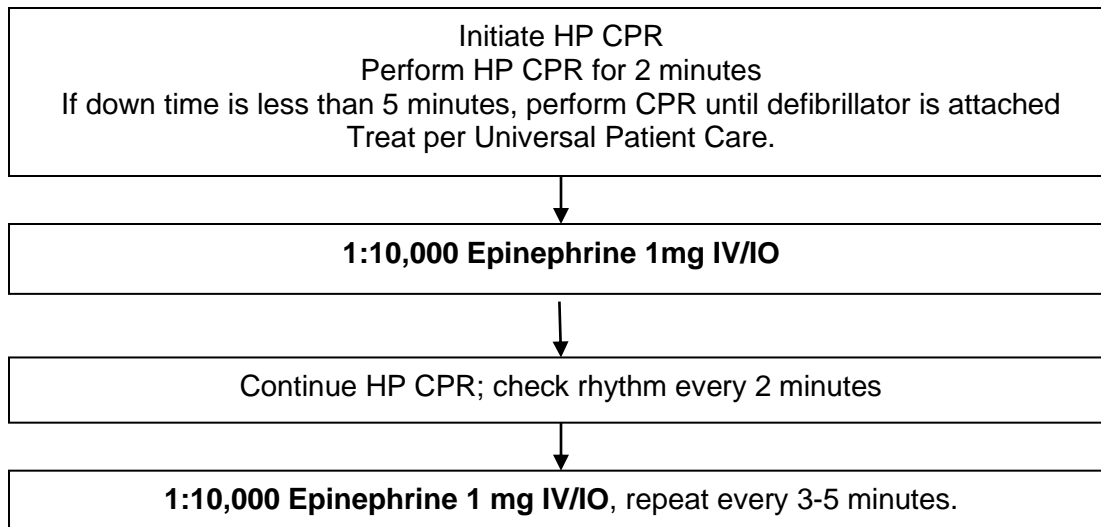 Initiate HP CPR
Perform HP CPR for 2 minutes
If down time is less than 5 minutes, perform CPR until defibrillator is attached
Treat per Universal Patient Care.
1:10,000 Epinephrine 1mg IV/IO
Continue HP CPR; check rhythm every 2 minutes
1:10,000 Epinephrine 1 mg IV/IO, repeat every 3-5 minutes.